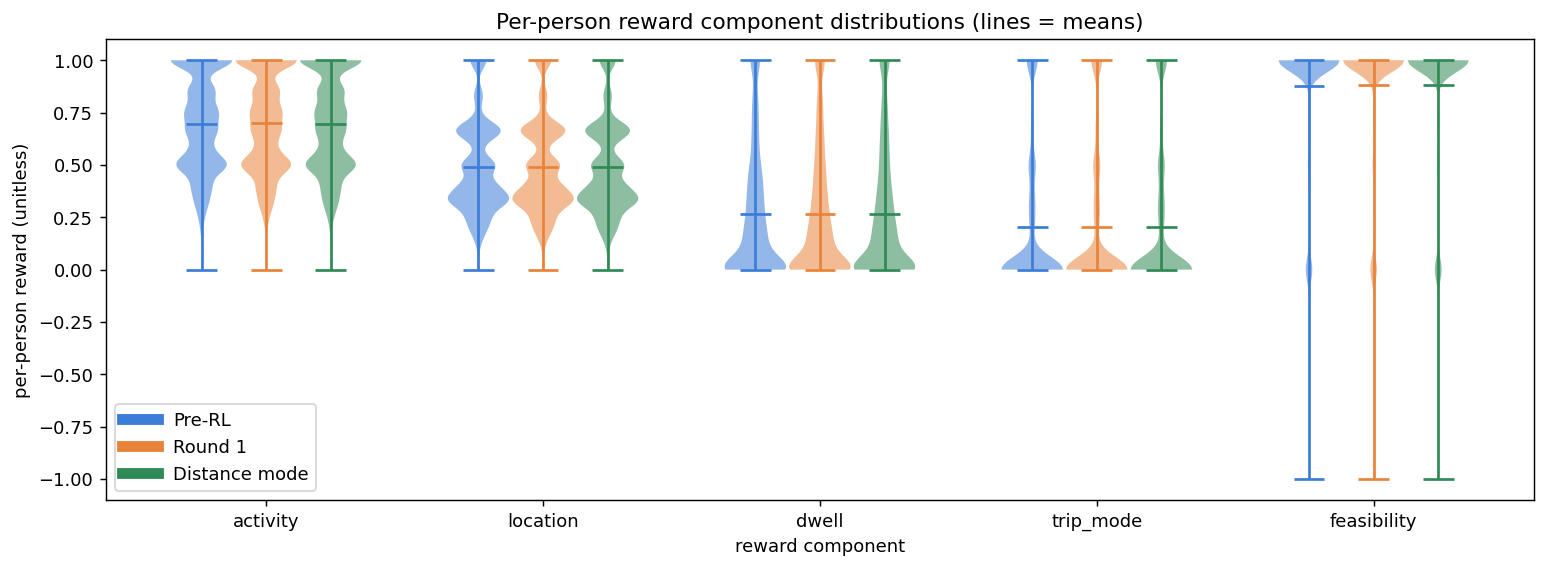 Per-person reward component distributions (lines = means)
per-person reward (unitless)
1.00
0.75
0.50
0.25
0.00
−0.25
−0.50
−0.75
−1.00
Pre-RL
Round 1
Distance mode
activity
location
dwell
trip_mode
feasibility
reward component